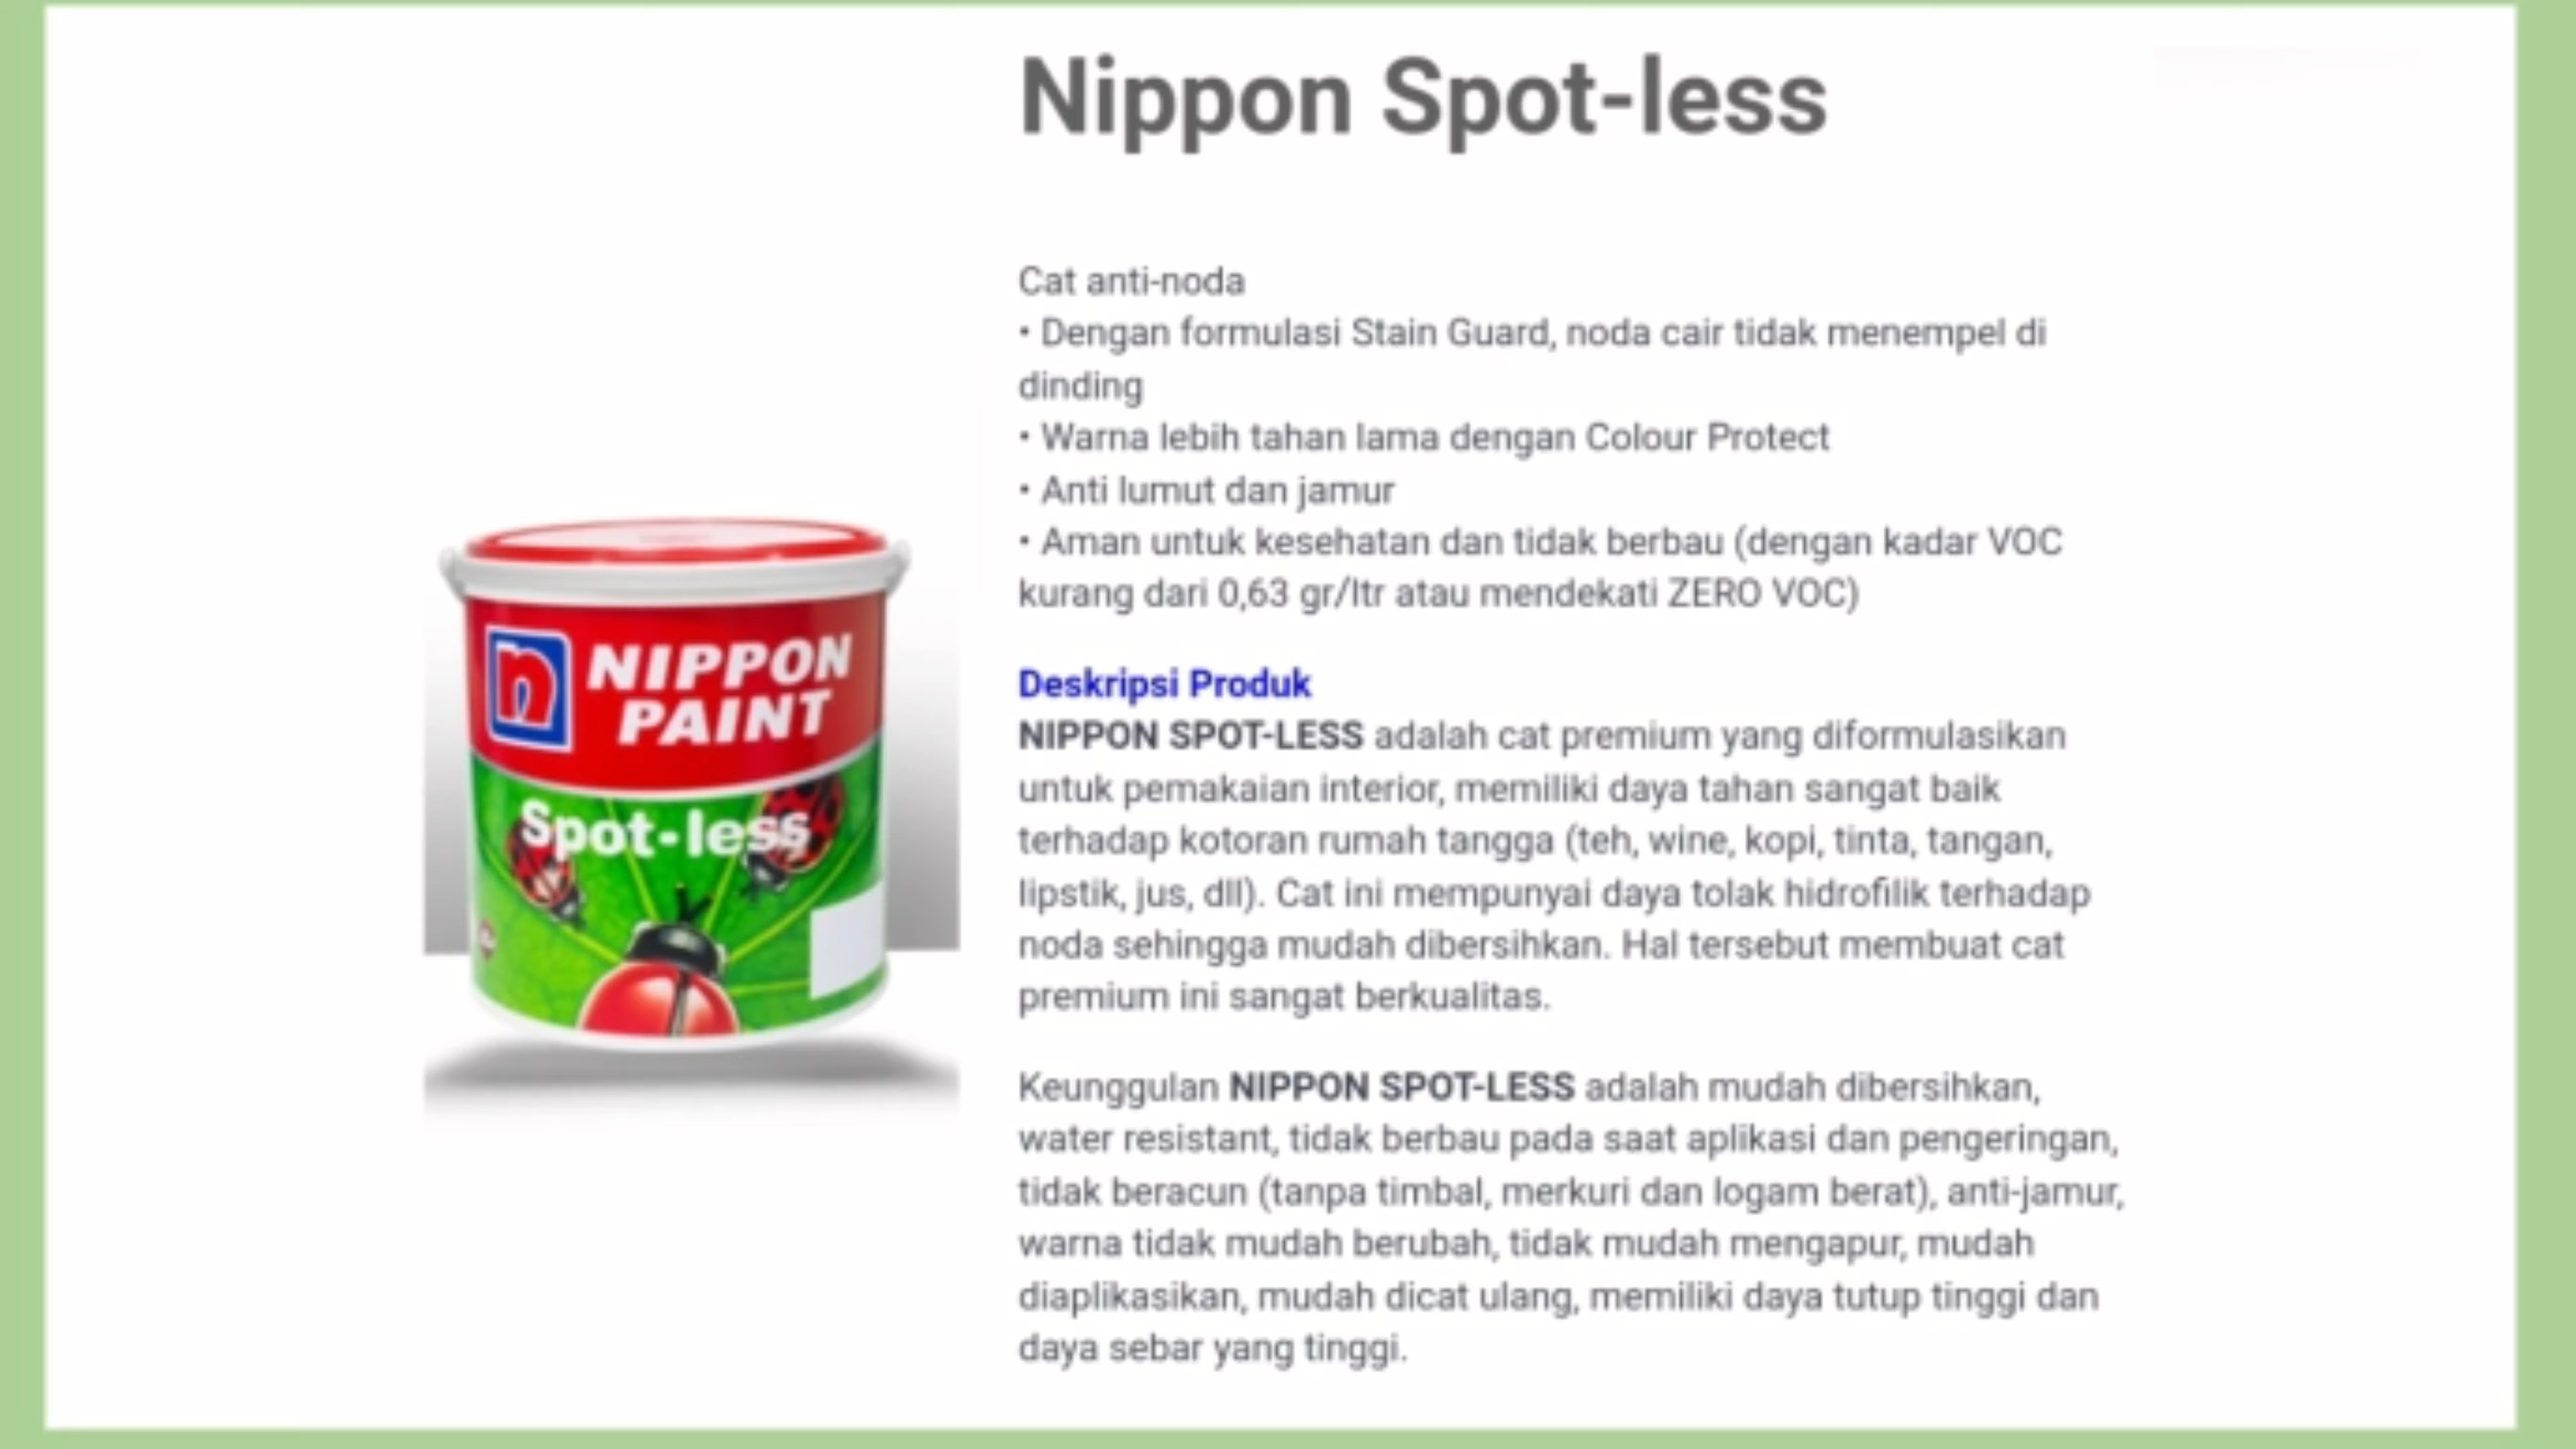 Nippon Spot-less
Cat anti-noda
• Dengan formulasi Stain Guard, noda cair tidak menempel di
dinding
• Warna lebih tahan lama dengan Colour Protect
• Anti lumut dan jamur
• Aman untuk kesehatan dan tidak berbau (dengan kadar VOC
kurang dari 0,63 gr/ltr atau mendekati ZERO VOC)
n NIPPON
PAINT
Spot-less
Deskripsi Produk
NIPPON SPOT-LESS adalah cat premium yang diformulasikan
untuk pemakaian interior, memiliki daya tahan sangat baik
terhadap kotoran rumah tangga (teh, wine, kopi, tinta, tangan,
lipstik, jus, dll). Cat ini mempunyai daya tolak hidrofilik terhadap
noda sehingga mudah dibersihkan. Hal tersebut membuat cat
premium ini sangat berkualitas.
Keunggulan NIPPON SPOT-LESS adalah mudah dibersihkan,
water resistant, tidak berbau pada saat aplikasi dan pengeringan,
tidak beracun (tanpa timbal, merkuri dan logam berat), anti-jamur,
warna tidak mudah berubah, tidak mudah mengapur, mudah
diaplikasikan, mudah dicat ulang, memiliki daya tutup tinggi dan
daya sebar yang tinggi.